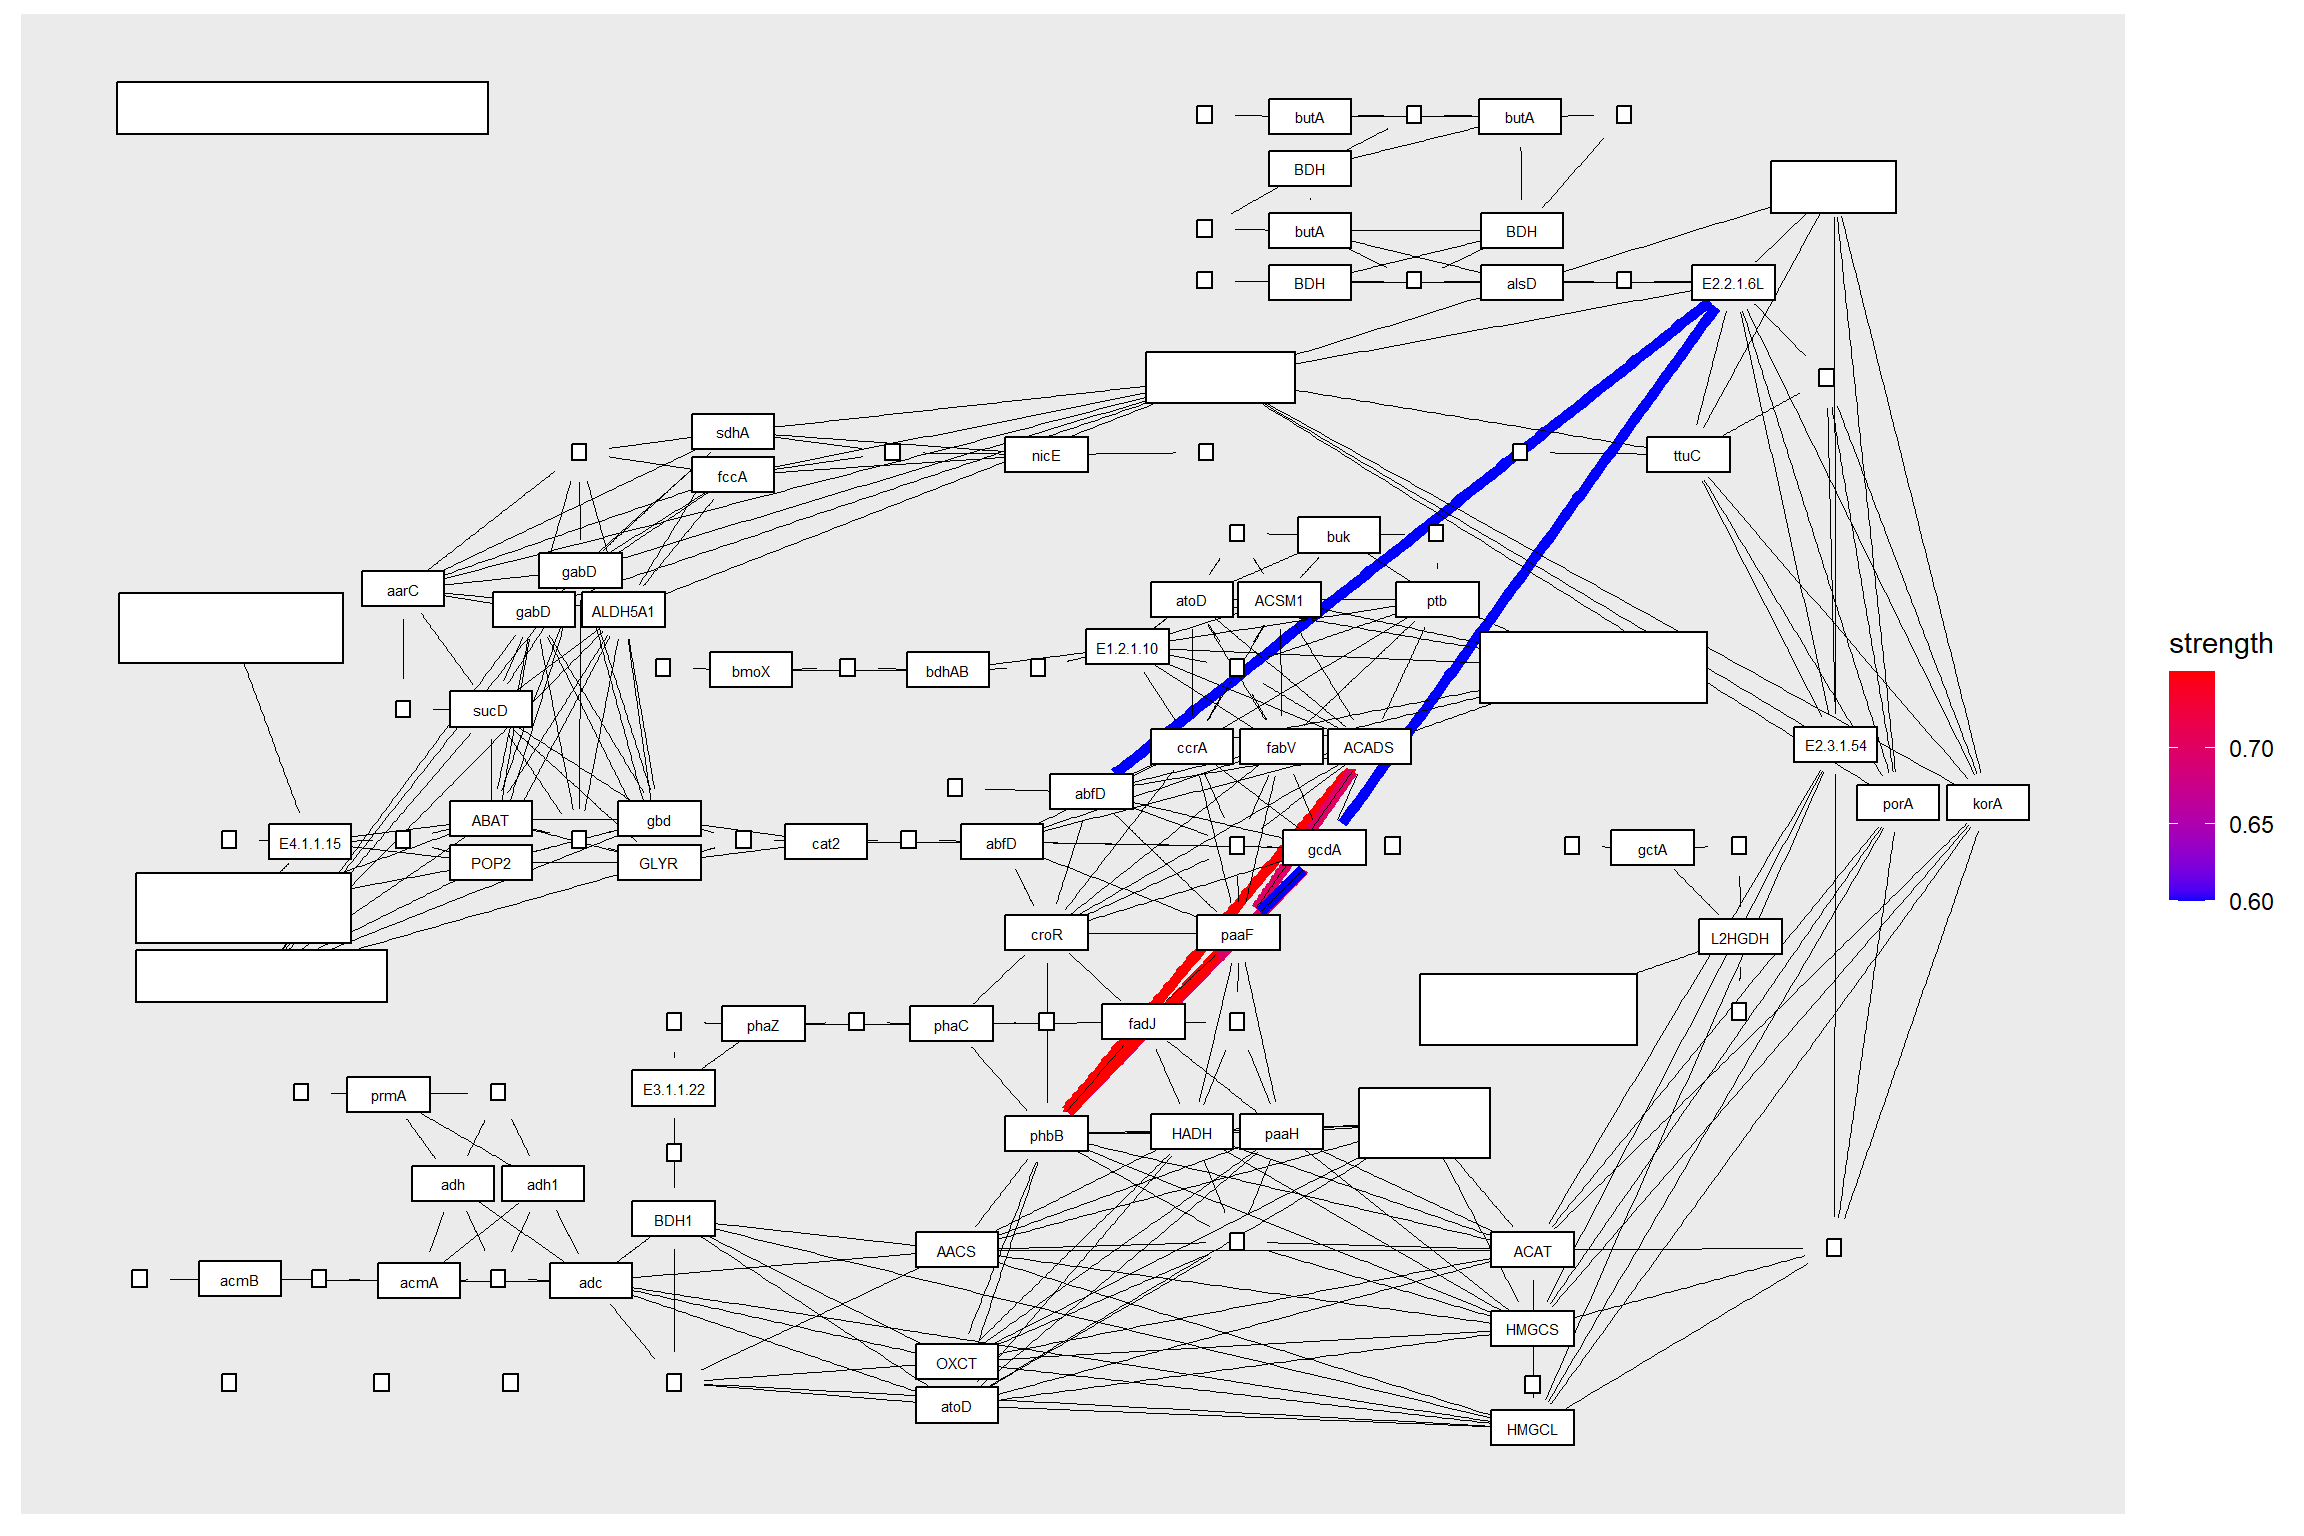 butA
butA
BDH
butA
BDH
BDH
alsD
E2.2.1.6L
sdhA
nicE
ttuC
fccA
buk
gabD
aarC
atoD
ACSM1
ptb
gabD
ALDH5A1
E1.2.1.10
strength
bmoX
bdhAB
sucD
ccrA
fabV
ACADS
E2.3.1.54
0.70
abfD
porA
korA
ABAT
gbd
0.65
E4.1.1.15
cat2
abfD
gcdA
gctA
POP2
GLYR
0.60
croR
paaF
L2HGDH
phaZ
phaC
fadJ
E3.1.1.22
prmA
phbB
HADH
paaH
adh
adh1
BDH1
AACS
ACAT
acmB
acmA
adc
HMGCS
OXCT
atoD
HMGCL